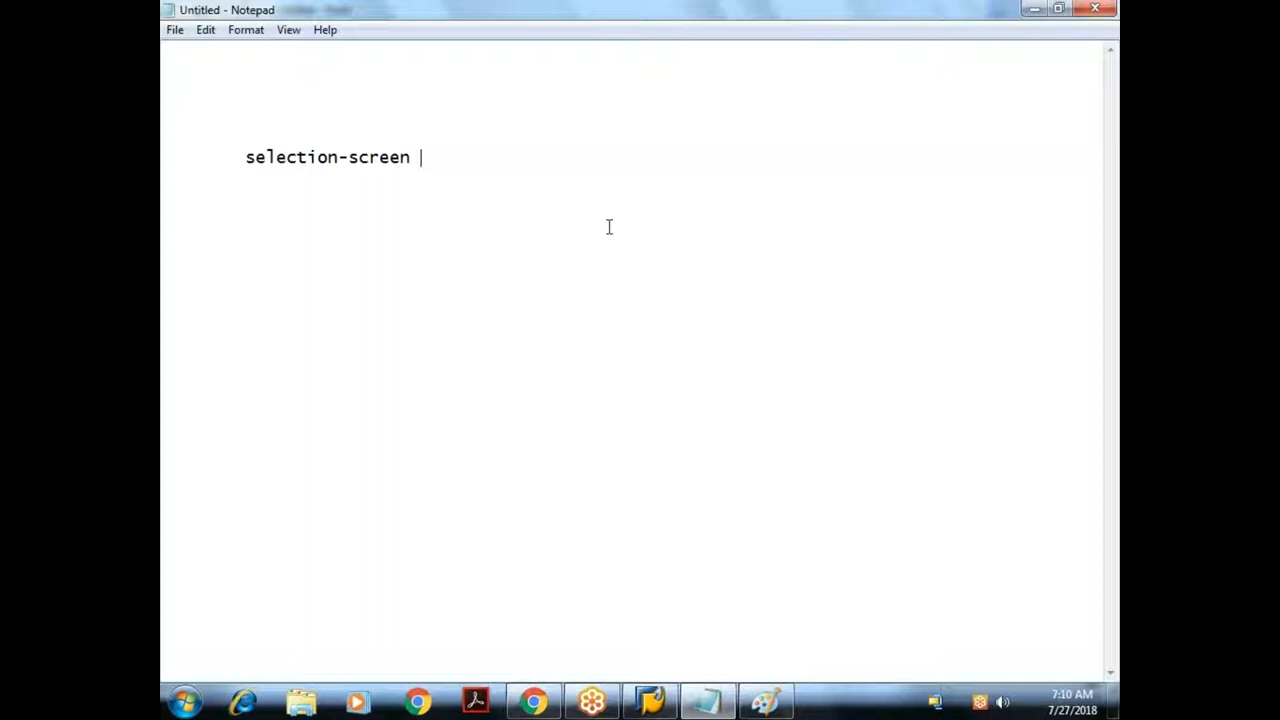 Untitled - Notepad
File Edit Format View Help
selection-screen
7:10 AM
7/27/2018